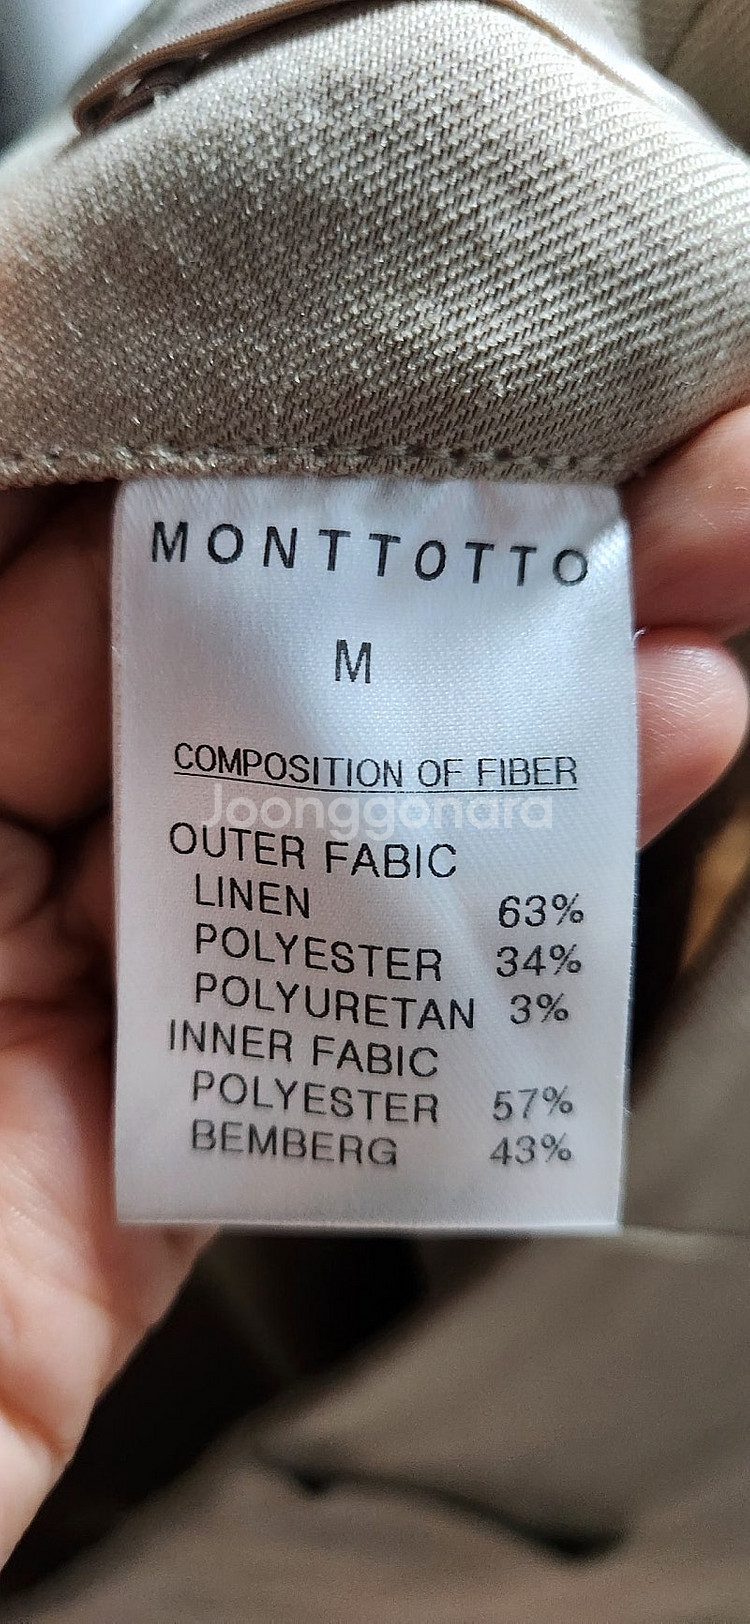 MONTTOTTO
M
COMPOSITION OF FIBER
Joonggonara
OUTER FABIC
LINEN 63%
POLYESTER 34%
POLYURETAN 3%
INNER FABIC
POLYESTER 57%
BEMBERG 43%